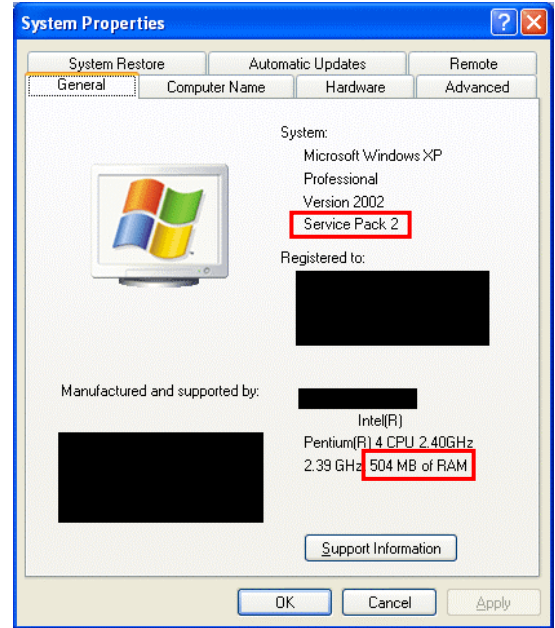 System Properties
System Restore Automatic Updates Remote
General Computer Name Hardware Advanced
System:
Microsoft Windows XP
Professional
Version 2002
Service Pack 2
Registered to:
Manufactured and supported by:
Intel(R)
Pentium(R) 4 CPU 2.40GHz
2.39 GHz, 504 MB of RAM
Support Information
OK Cancel Apply